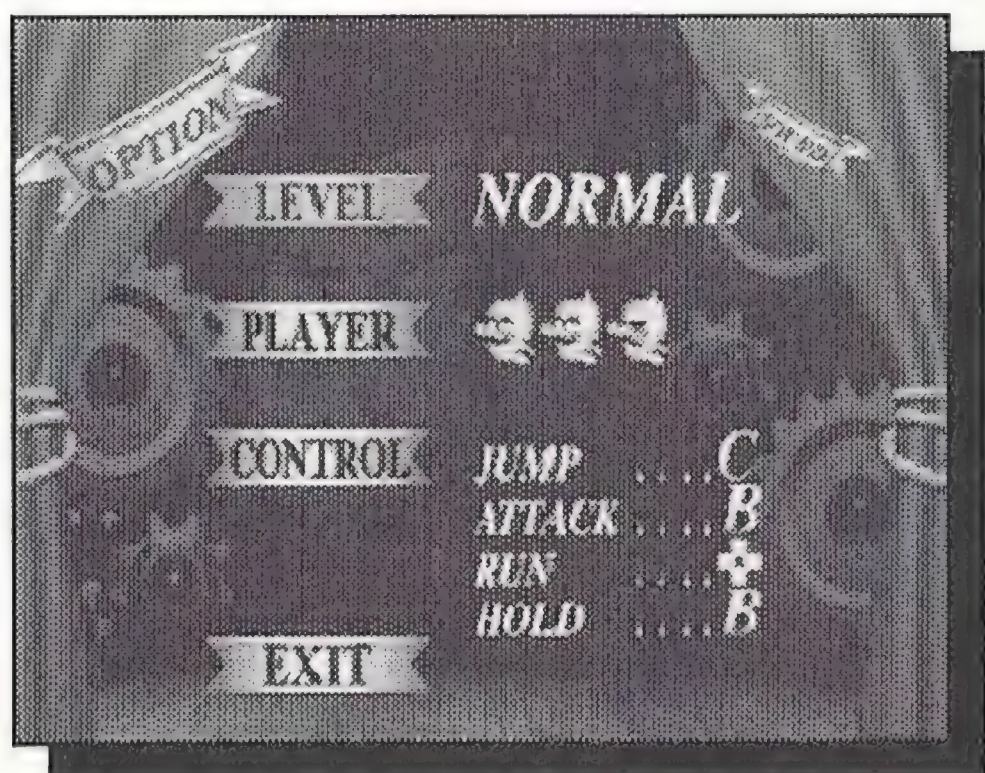 OPTION
LEVEL NORMAL
PLAYER
CONTROL
JUMP ....C
ATTACK ....B
RUN ....
HOLD ....B
EXIT